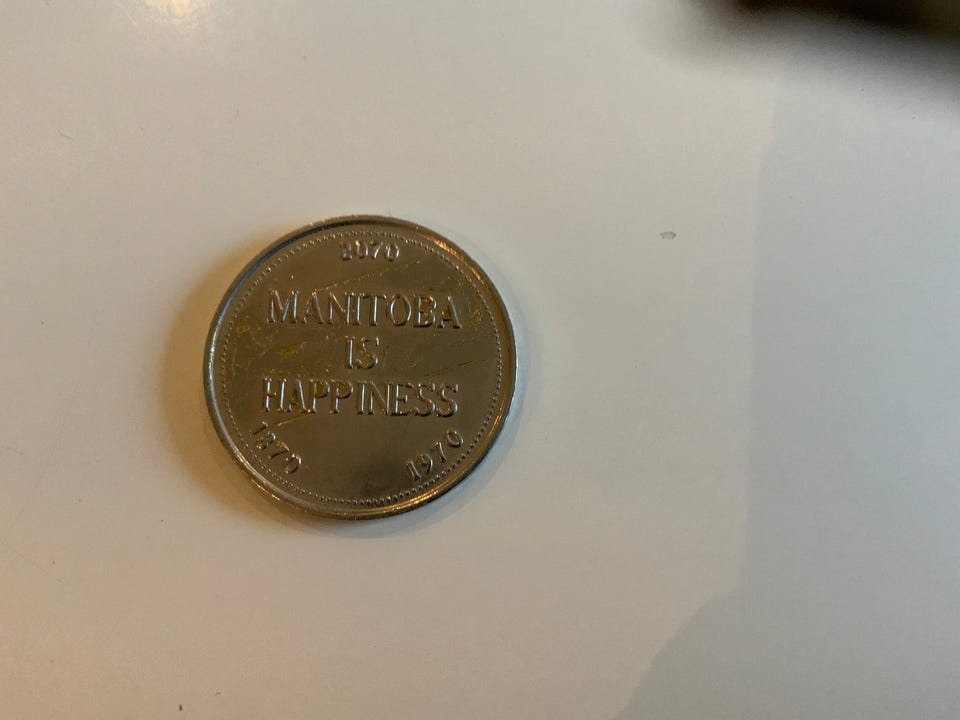 2070
MANITOBA
IS
HAPPINESS
1870 1970